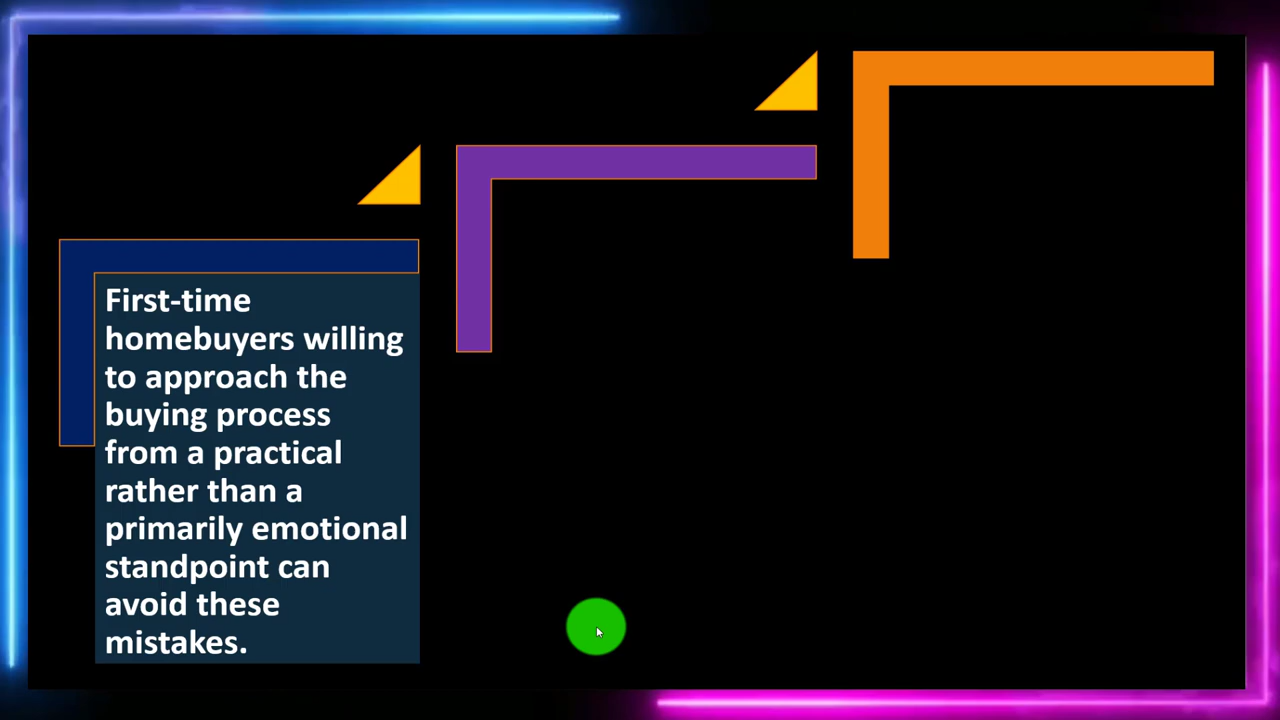 First-time
homebuyers willing
to approach the
buying process
from a practical
rather than a
primarily emotional
standpoint can
avoid these
mistakes.